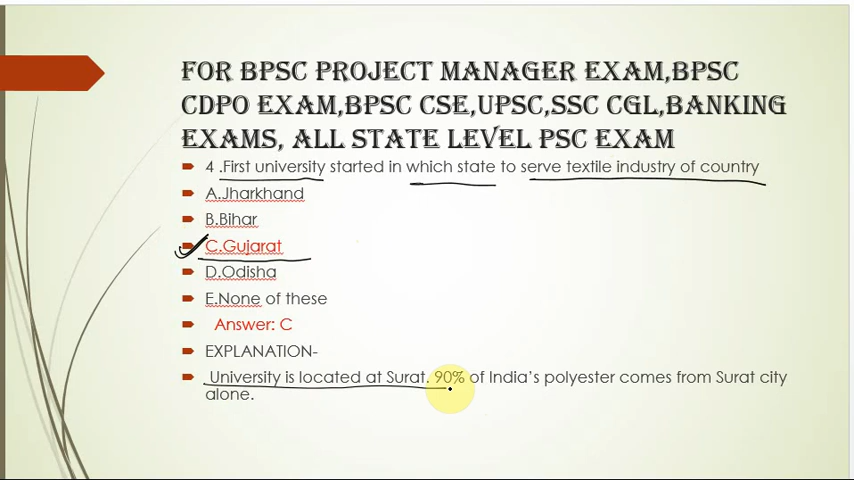 FOR BPSC PROJECT MANAGER EXAM,BPSC
CDPO EXAM,BPSC CSE,UPSC,SSC CGL,BANKING
EXAMS, ALL STATE LEVEL PSC EXAM
4 .First university started in which state to serve textile industry of country
A.Jharkhand
B.Bihar
C.Gujarat
D.Odisha
E.None of these
Answer: C
EXPLANATION-
University is located at Surat. 90% of India’s polyester comes from Surat city
alone.